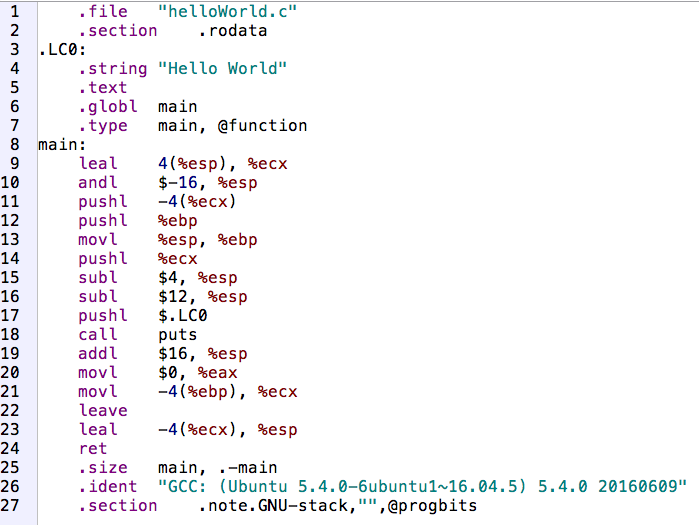 1 .file "helloWorld.c"
2 .section .rodata
3 .LC0:
4 .string "Hello World"
5 .text
6 .globl main
7 .type main, @function
8 main:
9 leal 4(%esp), %ecx
10 andl $-16, %esp
11 pushl -4(%ecx)
12 pushl %ebp
13 movl %esp, %ebp
14 pushl %ecx
15 subl $4, %esp
16 subl $12, %esp
17 pushl $.LC0
18 call puts
19 addl $16, %esp
20 movl $0, %eax
21 movl -4(%ebp), %ecx
22 leave
23 leal -4(%ecx), %esp
24 ret
25 .size main, .-main
26 .ident "GCC: (Ubuntu 5.4.0-6ubuntu1~16.04.5) 5.4.0 20160609"
27 .section .note.GNU-stack,"",@progbits